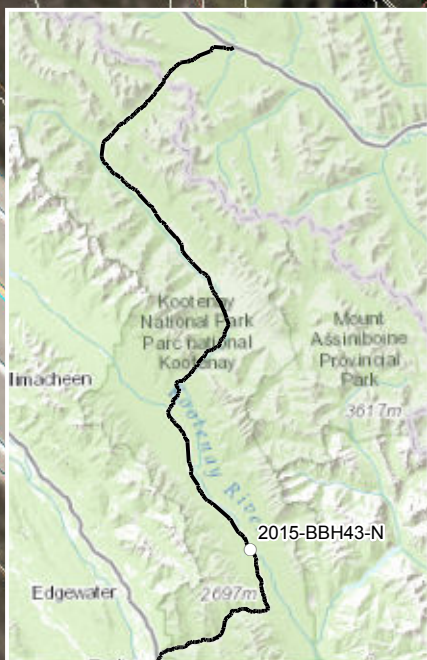 Kootenay
National Park
Parc national
Kootenay
Mount
Assiniboine
Provincial
Park
3617m
Kootenay River
2015-BBH43-N
Edgewater
2697m